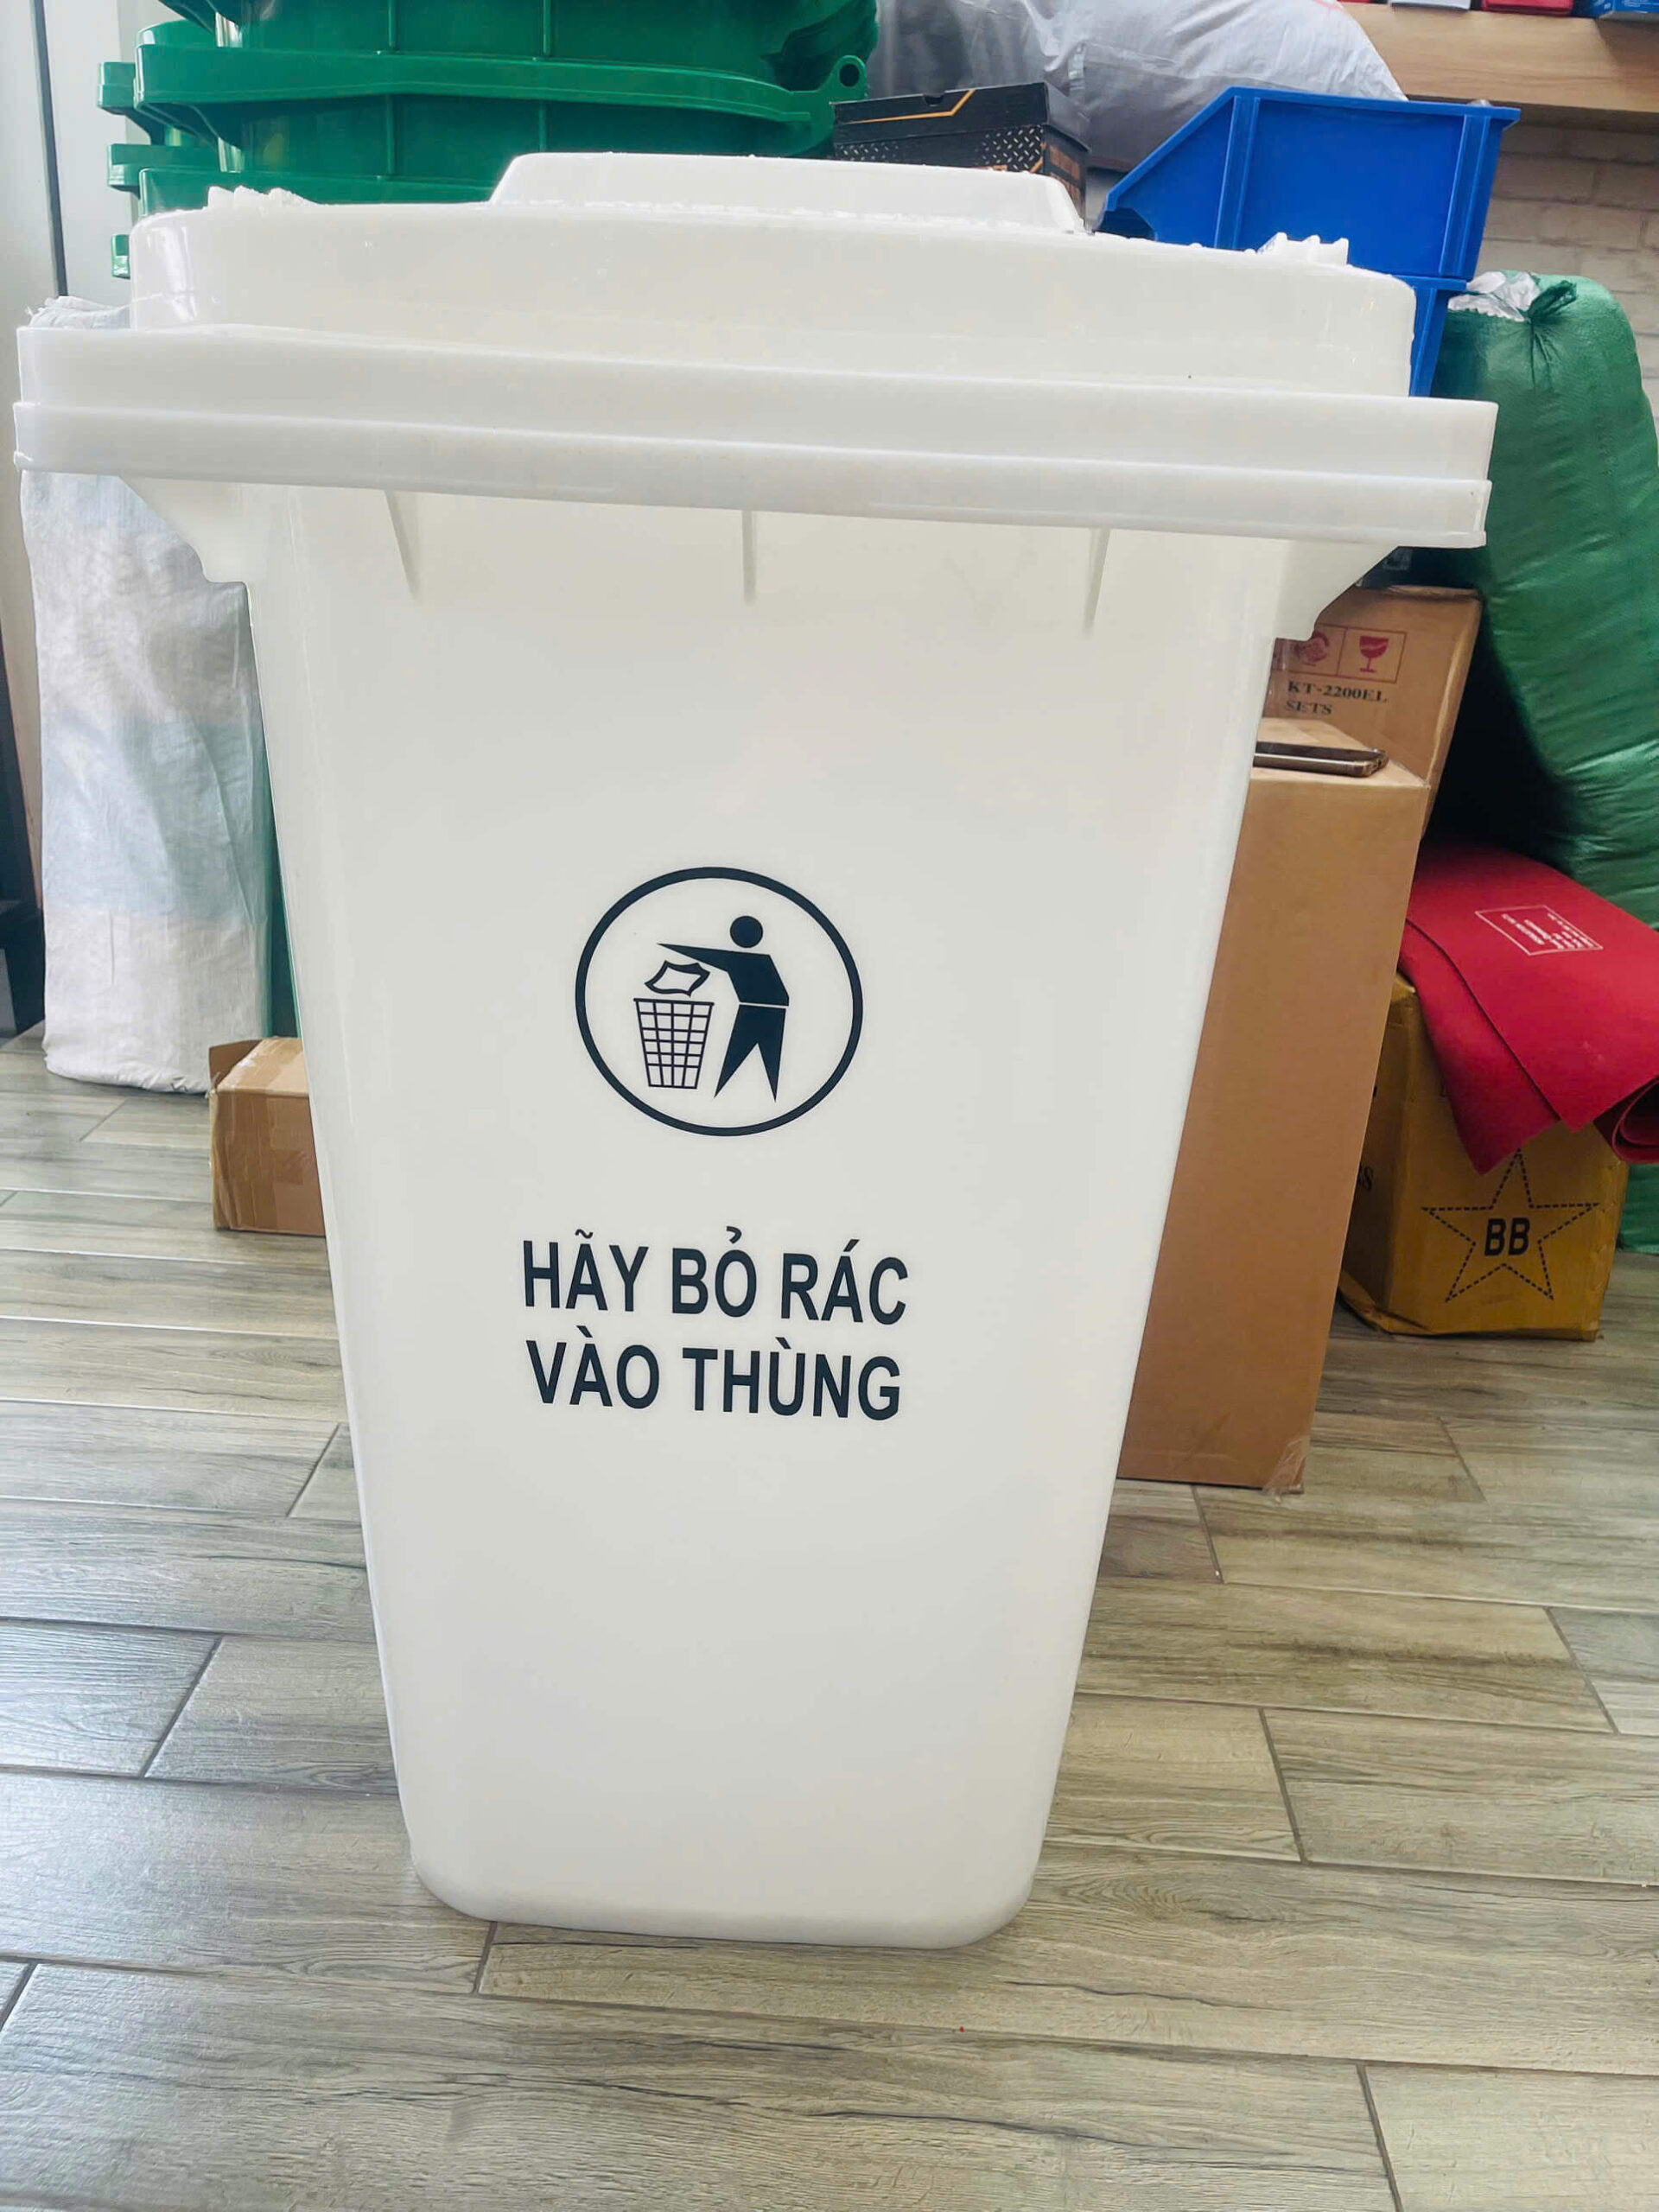 KT-2200EL
SETS
HÃY BỎ RÁC
VÀO THÙNG
BB